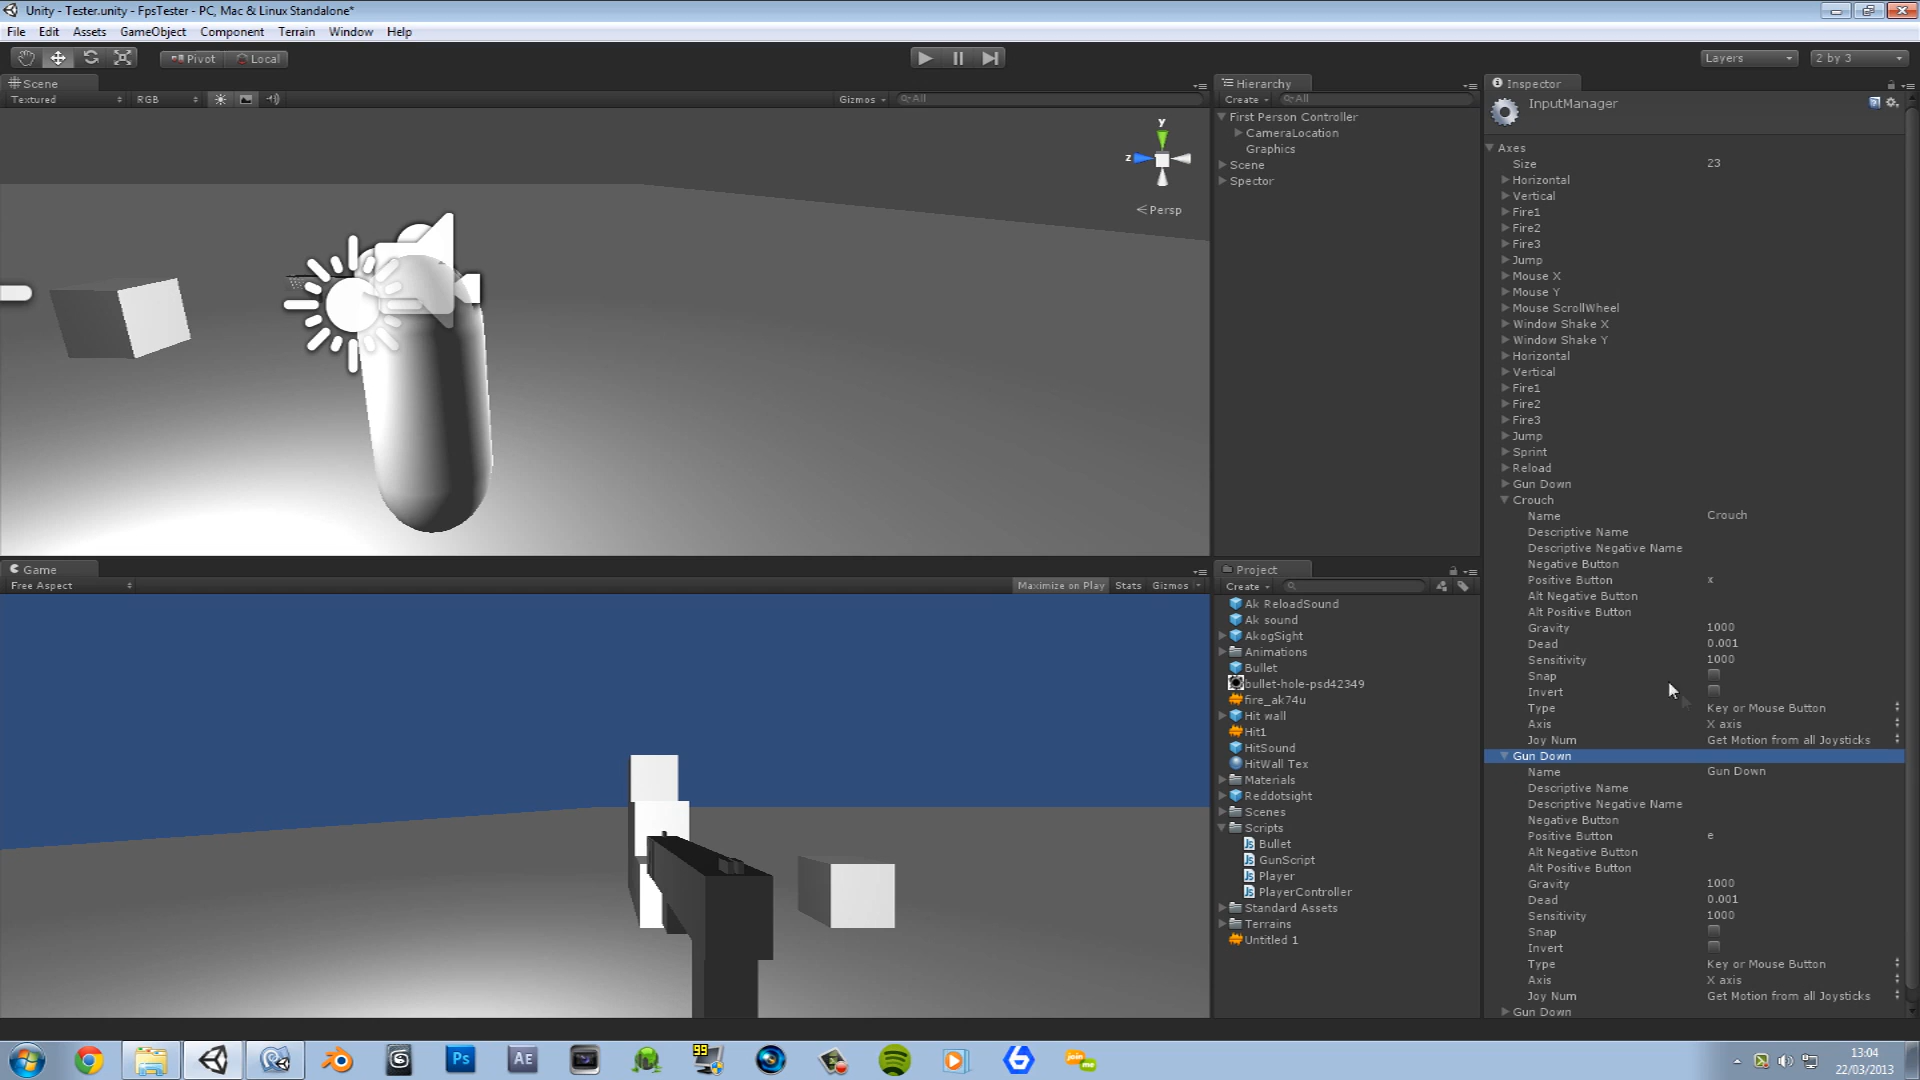 Unity - Tester.unity - FpsTester - PC, Mac & Linux Standalone*
File Edit Assets GameObject Component Terrain Window Help
Pivot Local
Layers
2 by 3
Scene
Textured RGB
Gizmos
All
y
z
Persp
Hierarchy
Create All
First Person Controller
CameraLocation
Graphics
Scene
Spector
Game
Free Aspect
Maximize on Play Stats Gizmos
Project
Create
Ak ReloadSound
Ak sound
AkogSight
Animations
Bullet
bullet-hole-psd42349
fire_ak74u
Hit wall
Hit1
HitSound
HitWall Tex
Materials
Reddotsight
Scenes
Scripts
Bullet
GunScript
Player
PlayerController
Standard Assets
Terrains
Untitled 1
Inspector
InputManager
Axes
Size 23
Horizontal
Vertical
Fire1
Fire2
Fire3
Jump
Mouse X
Mouse Y
Mouse ScrollWheel
Window Shake X
Window Shake Y
Horizontal
Vertical
Fire1
Fire2
Fire3
Jump
Sprint
Reload
Gun Down
Crouch
Name Crouch
Descriptive Name
Descriptive Negative Name
Negative Button
Positive Button x
Alt Negative Button
Alt Positive Button
Gravity 1000
Dead 0.001
Sensitivity 1000
Snap
Invert
Type Key or Mouse Button
Axis X axis
Joy Num Get Motion from all Joysticks
Gun Down
Name Gun Down
Descriptive Name
Descriptive Negative Name
Negative Button
Positive Button e
Alt Negative Button
Alt Positive Button
Gravity 1000
Dead 0.001
Sensitivity 1000
Snap
Invert
Type Key or Mouse Button
Axis X axis
Joy Num Get Motion from all Joysticks
Gun Down
Ps
AE
99
13:04
22/03/2013